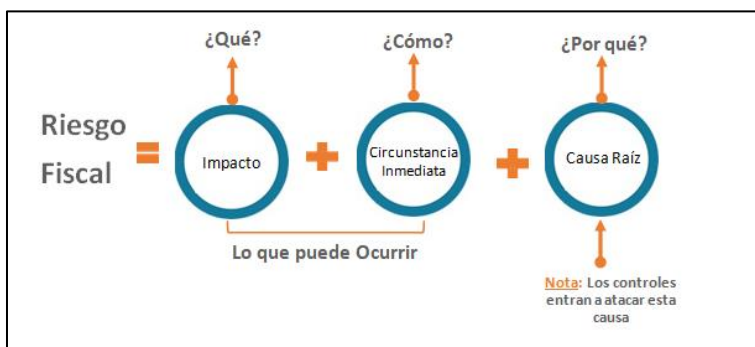 ¿Qué?
¿Cómo?
¿Por qué?
Riesgo
Fiscal
=
Impacto
+
Circunstancia
Inmediata
+
Causa Raíz
Lo que puede Ocurrir
Nota: Los controles
entran a atacar esta
causa